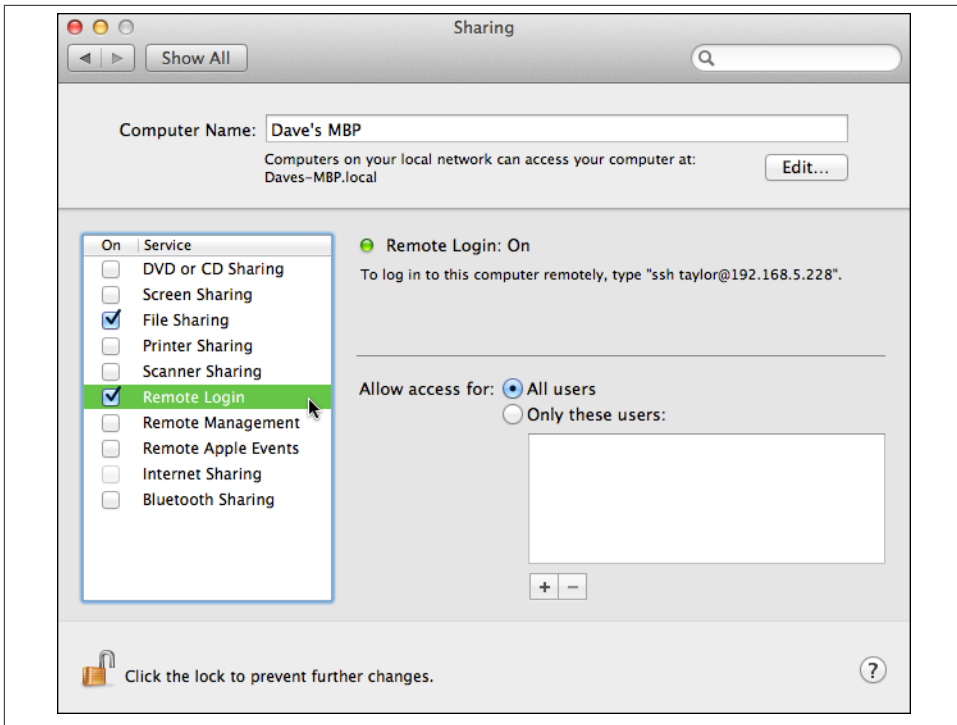 Sharing
Show All
Computer Name: Dave's MBP
Computers on your local network can access your computer at:
Daves-MBP.local
Edit...
On Service
DVD or CD Sharing
Screen Sharing
File Sharing
Printer Sharing
Scanner Sharing
Remote Login
Remote Management
Remote Apple Events
Internet Sharing
Bluetooth Sharing
Remote Login: On
To log in to this computer remotely, type "ssh taylor@192.168.5.228".
Allow access for: All users
Only these users:
+ −
Click the lock to prevent further changes.
?